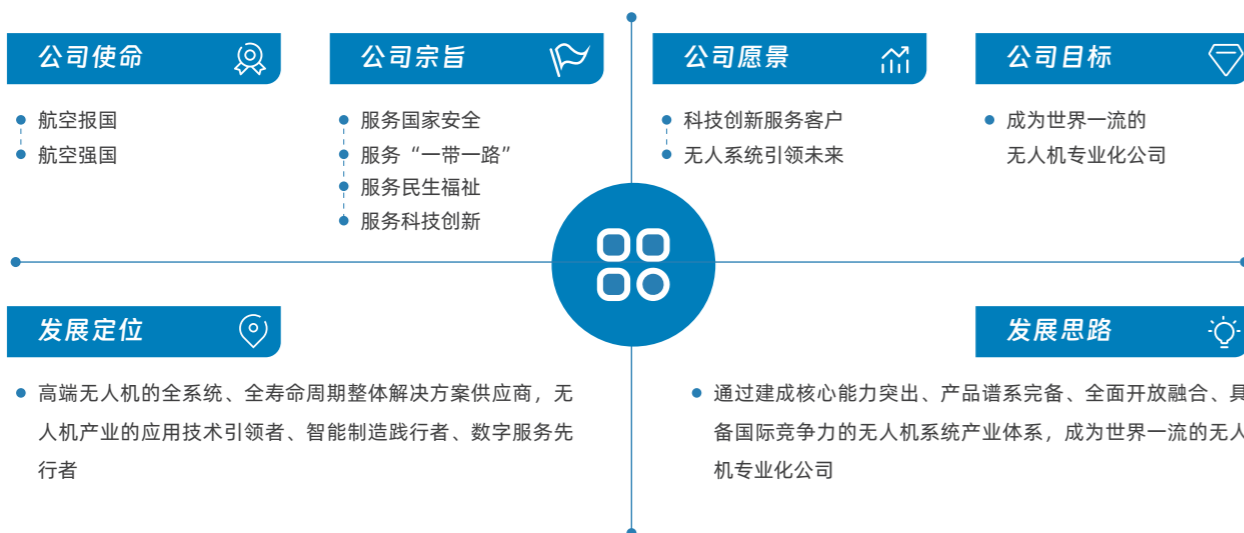 公司使命
航空报国
航空强国
公司宗旨
服务国家安全
服务“一带一路”
服务民生福祉
服务科技创新
公司愿景
科技创新服务客户
无人系统引领未来
公司目标
成为世界一流的
无人机专业化公司
发展定位
高端无人机的全系统、全寿命周期整体解决方案供应商，无
人机产业的应用技术引领者、智能制造践行者、数字服务先
行者
发展思路
通过建成核心能力突出、产品谱系完备、全面开放融合、具
备国际竞争力的无人机系统产业体系，成为世界一流的无人
机专业化公司